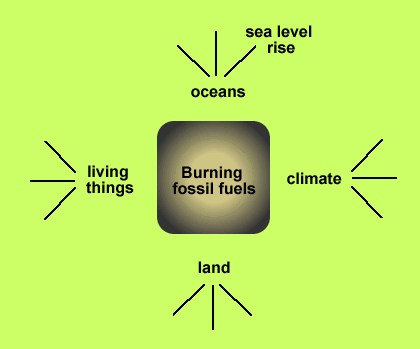 sea level
rise
oceans
living
things
Burning
fossil fuels
climate
land